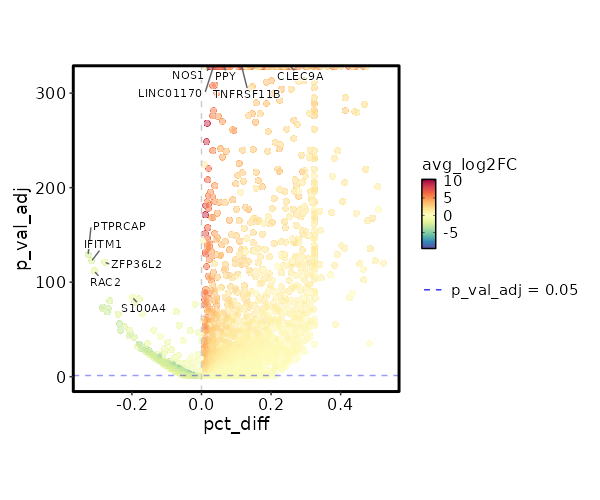 NOS1
PPY
CLEC9A
LINC01170
TNFRSF11B
PTPRCAP
IFITM1
ZFP36L2
RAC2
S100A4
300
200
100
0
-0.2
0.0
0.2
0.4
p_val_adj
pct_diff
avg_log2FC
10
5
0
-5
p_val_adj = 0.05